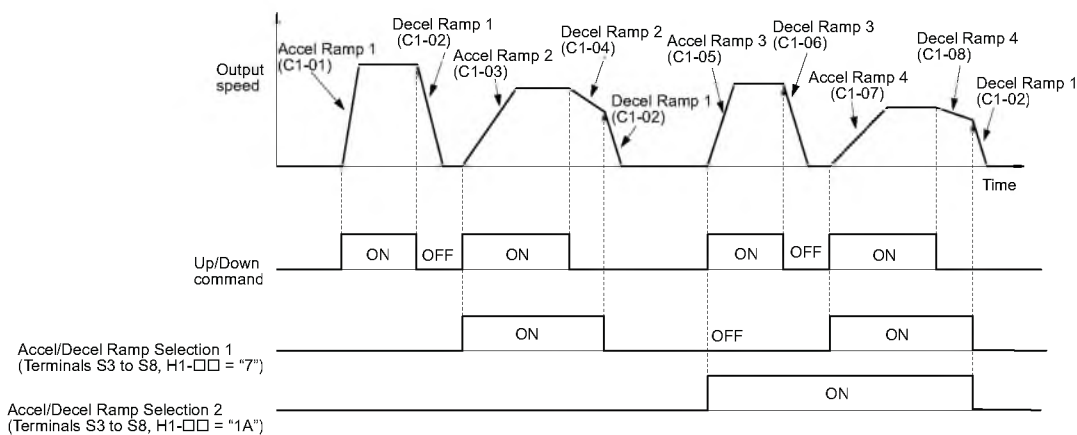 Output
speed
Accel Ramp 1
(C1-01)
Decel Ramp 1
(C1-02)
Accel Ramp 2
(C1-03)
Decel Ramp 2
(C1-04)
Decel Ramp 1
(C1-02)
Accel Ramp 3
(C1-05)
Decel Ramp 3
(C1-06)
Accel Ramp 4
(C1-07)
Decel Ramp 4
(C1-08)
Decel Ramp 1
(C1-02)
Time
Up/Down
command
ON
OFF
ON
ON
OFF
ON
Accel/Decel Ramp Selection 1
(Terminals S3 to S8, H1-□□ = “7”)
ON
OFF
ON
Accel/Decel Ramp Selection 2
(Terminals S3 to S8, H1-□□ = “1A”)
ON